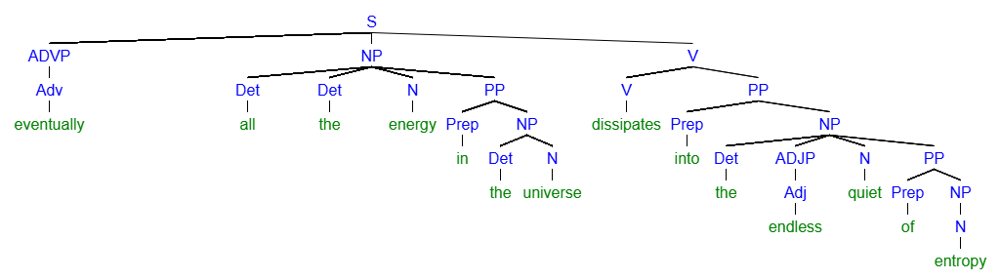 S
ADVP NP V
Adv Det Det N PP V PP
eventually all the energy Prep NP dissipates Prep NP
in Det N into Det ADJP N PP
the universe the Adj quiet Prep NP
endless of N
entropy